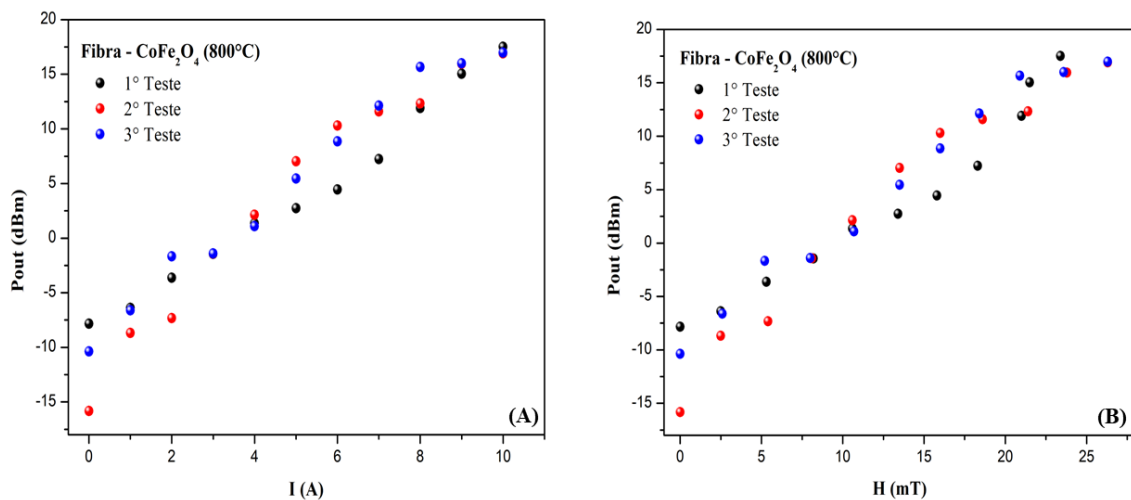 20
15
10
5
0
-5
-10
-15
Pout (dBm)
Fibra - CoFe₂O₄ (800°C)
1° Teste
2° Teste
3° Teste
(A)
0 2 4 6 8 10
I (A)
20
15
10
5
0
-5
-10
-15
Pout (dBm)
Fibra - CoFe₂O₄ (800°C)
1° Teste
2° Teste
3° Teste
(B)
0 5 10 15 20 25
H (mT)